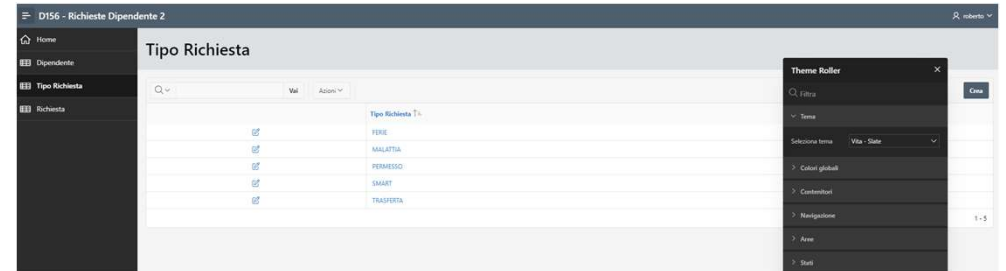 D156 - Richieste Dipendente 2
roberto
Home
Dipendente
Tipo Richiesta
Richiesta
Tipo Richiesta
Vai
Azioni
Crea
Tipo Richiesta
FERIE
MALATTIA
PERMESSO
SMART
TRASFERTA
1 - 5
Theme Roller
Filtra
Tema
Seleziona tema
Vita - Slate
Colori globali
Contenitori
Navigazione
Aree
Stati